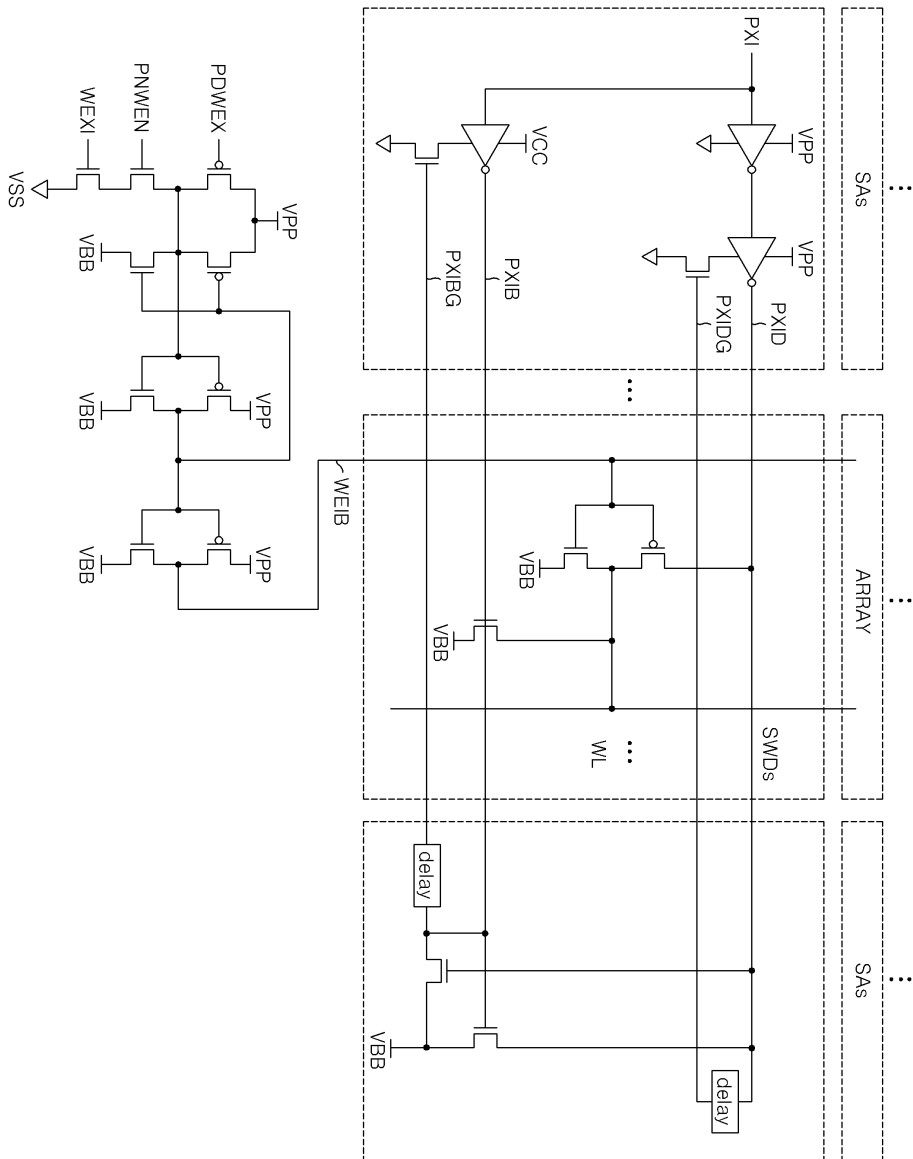 SAs
ARRAY
SAs
PXI
VPP
VPP
PXID
PXIDG
SWDs
delay
VCC
PXIB
PXIBG
VBB
VBB
WL
delay
VBB
WEIB
PDWEX
PNWEN
WEXI
VSS
VPP
VBB
VPP
VBB
VPP
VBB